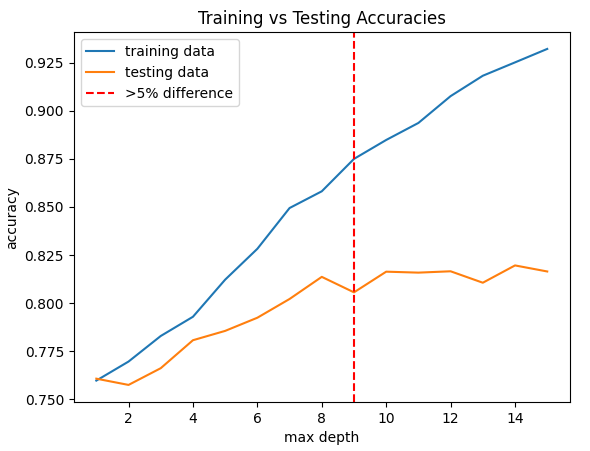 Training vs Testing Accuracies
training data
testing data
>5% difference
accuracy
0.925
0.900
0.875
0.850
0.825
0.800
0.775
0.750
2 4 6 8 10 12 14
max depth